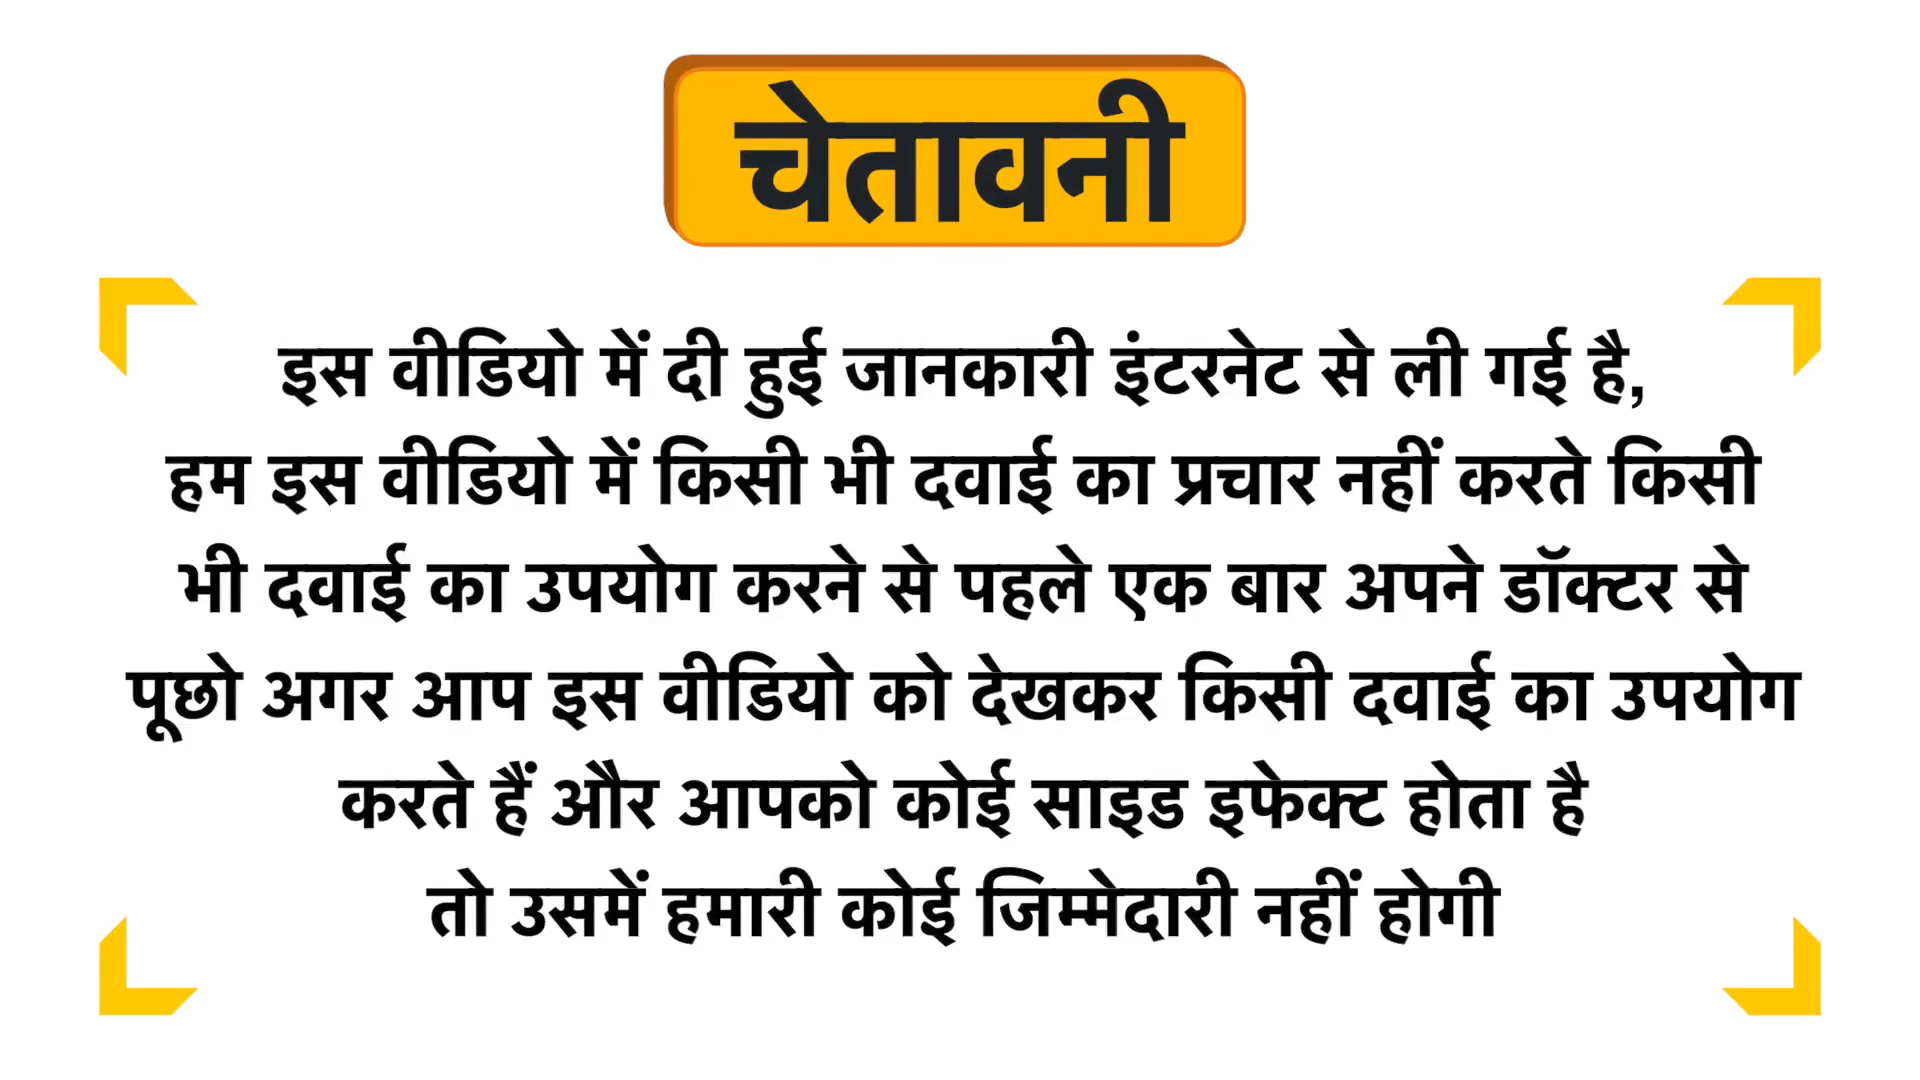 चेतावनी
इस वीडियो में दी हुई जानकारी इंटरनेट से ली गई है,
हम इस वीडियो में किसी भी दवाई का प्रचार नहीं करते किसी
भी दवाई का उपयोग करने से पहले एक बार अपने डॉक्टर से
पूछो अगर आप इस वीडियो को देखकर किसी दवाई का उपयोग
करते हैं और आपको कोई साइड इफेक्ट होता है
तो उसमें हमारी कोई जिम्मेदारी नहीं होगी